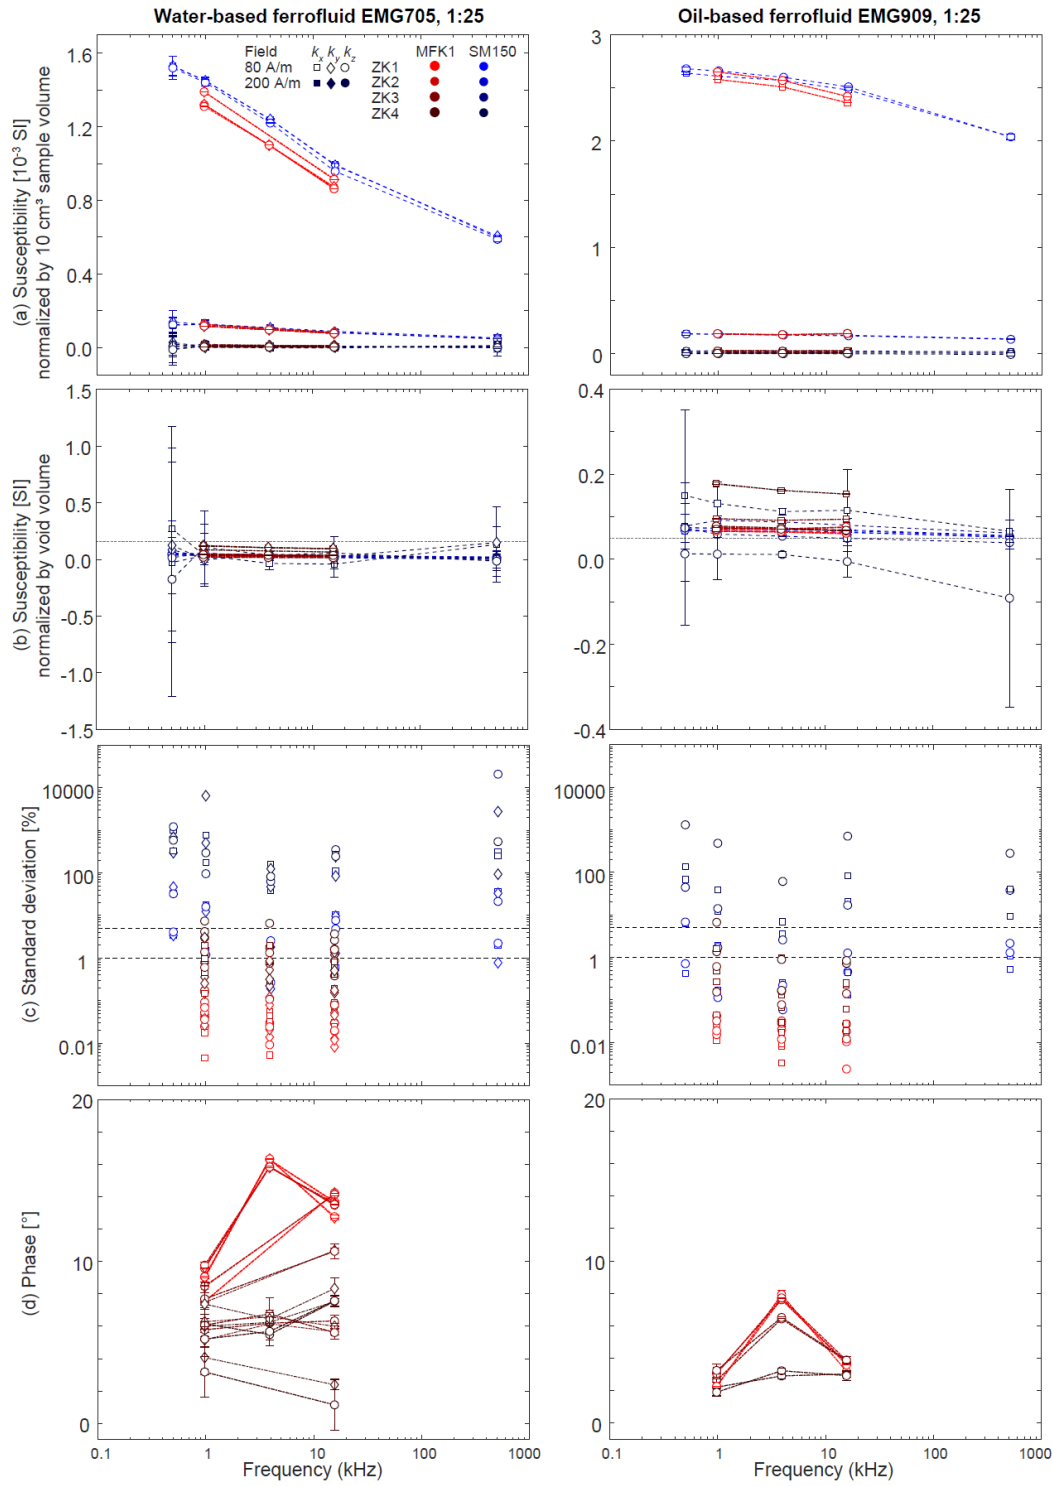 Water-based ferrofluid EMG705, 1:25
Oil-based ferrofluid EMG909, 1:25
(a) Susceptibility [10⁻³ SI]
normalized by 10 cm³ sample volume
1.6
1.2
0.8
0.4
0.0
Field kx ky kz
80 A/m
200 A/m
MFK1 SM150
ZK1
ZK2
ZK3
ZK4
3
2
1
0
(b) Susceptibility [SI]
normalized by void volume
1.5
1.0
0.5
0.0
-0.5
-1.0
-1.5
0.4
0.2
0.0
-0.2
-0.4
(c) Standard deviation [%]
10000
100
1
0.01
10000
100
1
0.01
(d) Phase [°]
20
10
0
20
10
0
0.1 1 10 100 1000
Frequency (kHz)
0.1 1 10 100 1000
Frequency (kHz)